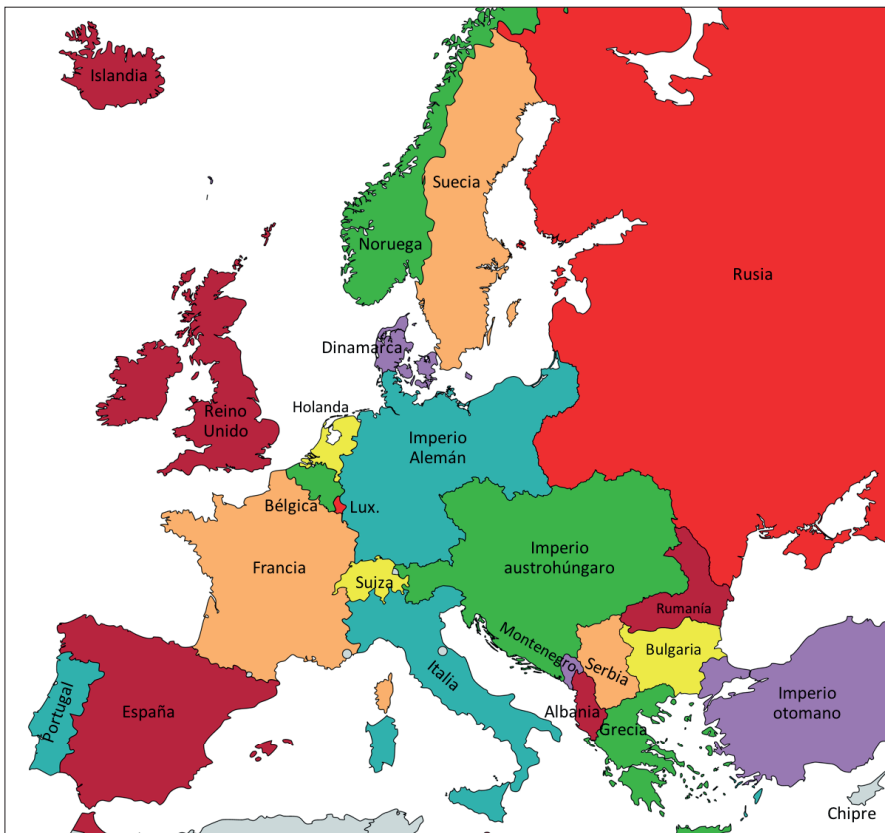 Islandia
Suecia
Noruega
Rusia
Dinamarca
Holanda
Reino
Unido
Imperio
Alemán
Bélgica
Lux.
Imperio
austrohúngaro
Francia
Suiza
Rumanía
Montenegro
Serbia
Bulgaria
Italia
Portugal
España
Albania
Grecia
Imperio
otomano
Chipre